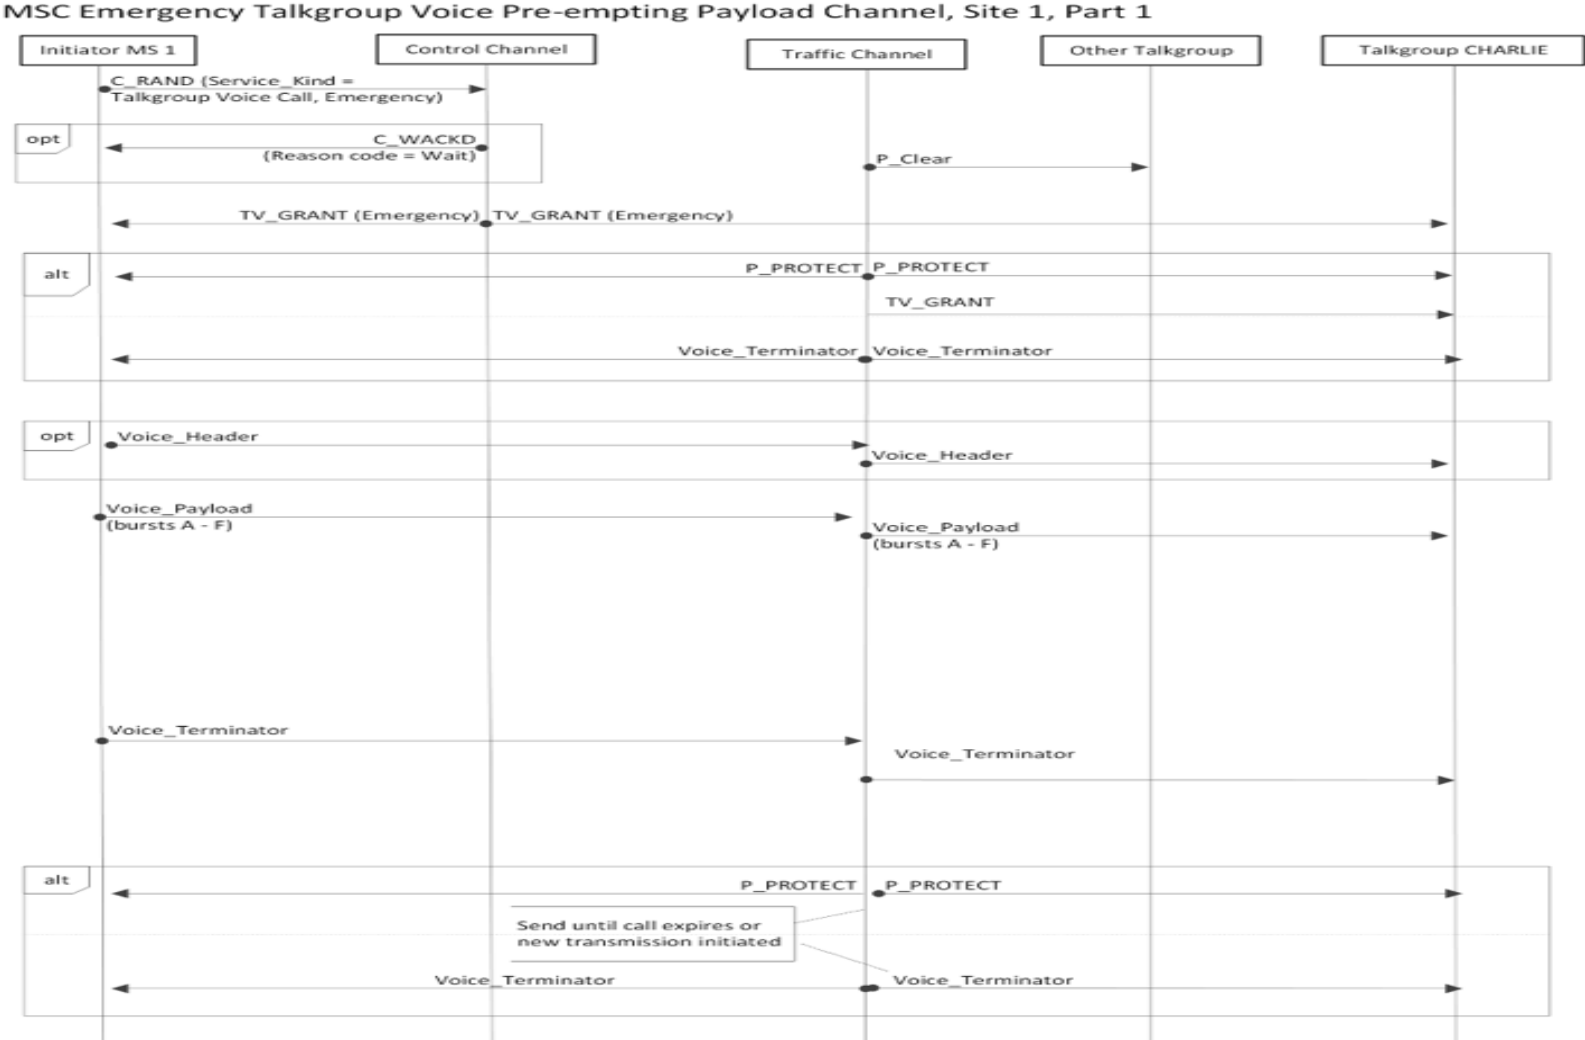 MSC Emergency Talkgroup Voice Pre-empting Payload Channel, Site 1, Part 1
Initiator MS 1
Control Channel
Traffic Channel
Other Talkgroup
Talkgroup CHARLIE
C_RAND (Service_Kind =
Talkgroup Voice Call, Emergency)
opt
C_WACKD
(Reason code = Wait)
P_Clear
TV_GRANT (Emergency)
TV_GRANT (Emergency)
alt
P_PROTECT
P_PROTECT
TV_GRANT
Voice_Terminator
Voice_Terminator
opt
Voice_Header
Voice_Header
Voice_Payload
(bursts A - F)
Voice_Payload
(bursts A - F)
Voice_Terminator
Voice_Terminator
alt
P_PROTECT
P_PROTECT
Send until call expires or
new transmission initiated
Voice_Terminator
Voice_Terminator